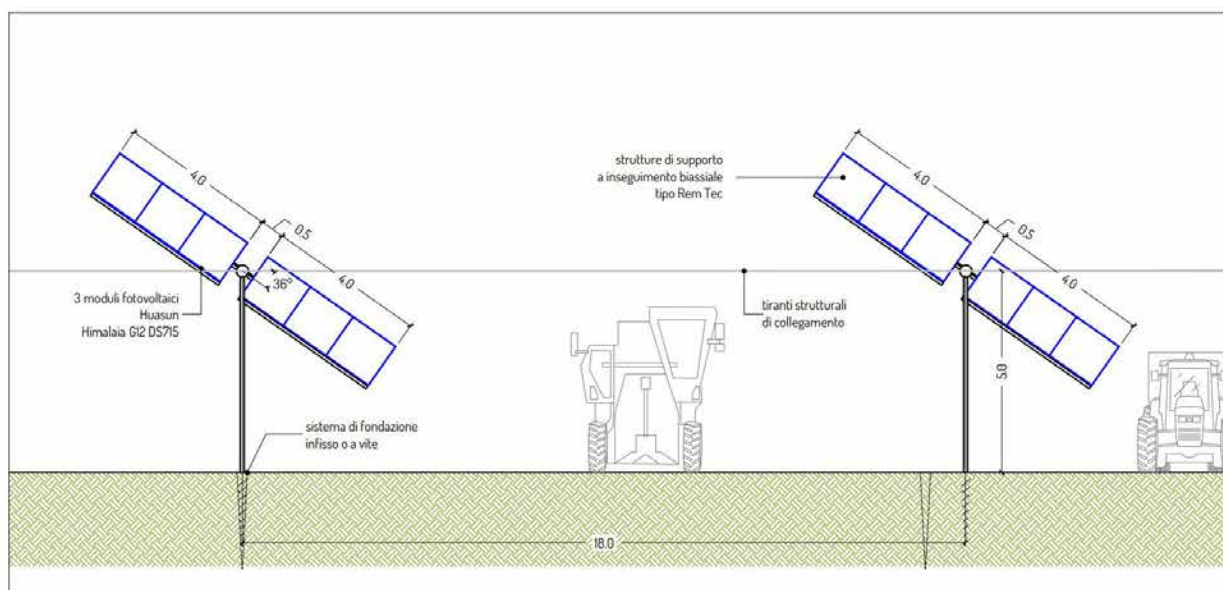 4.0
0.5
4.0
36°
3 moduli fotovoltaici
Huasun
Himalaia G12 DS715
sistema di fondazione
infisso o a vite
strutture di supporto
a inseguimento biassiale
tipo Rem Tec
tiranti strutturali
di collegamento
4.0
0.5
4.0
5.0
18.0